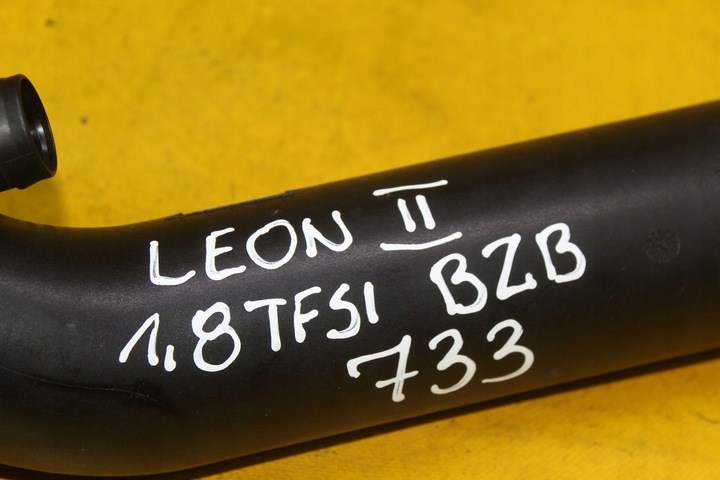 LEON II
1,8TFSI BZB
733